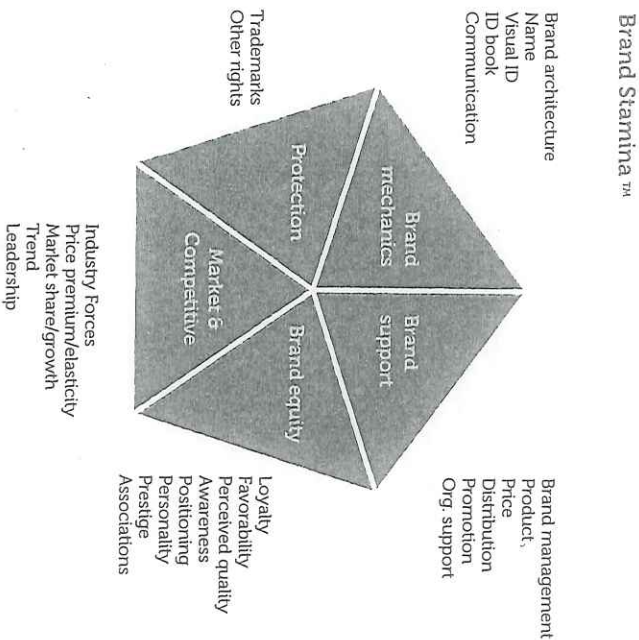 Brand Stamina™
Brand architecture
Name
Visual ID
ID book
Communication
Brand management
Product,
Price
Distribution
Promotion
Org. support
Brand
mechanics
Brand
support
Protection
Brand equity
Market &
Competitive
Trademarks
Other rights
Loyalty
Favorability
Perceived quality
Awareness
Positioning
Personality
Prestige
Associations
Industry Forces
Price premium/elasticity
Market share/growth
Trend
Leadership